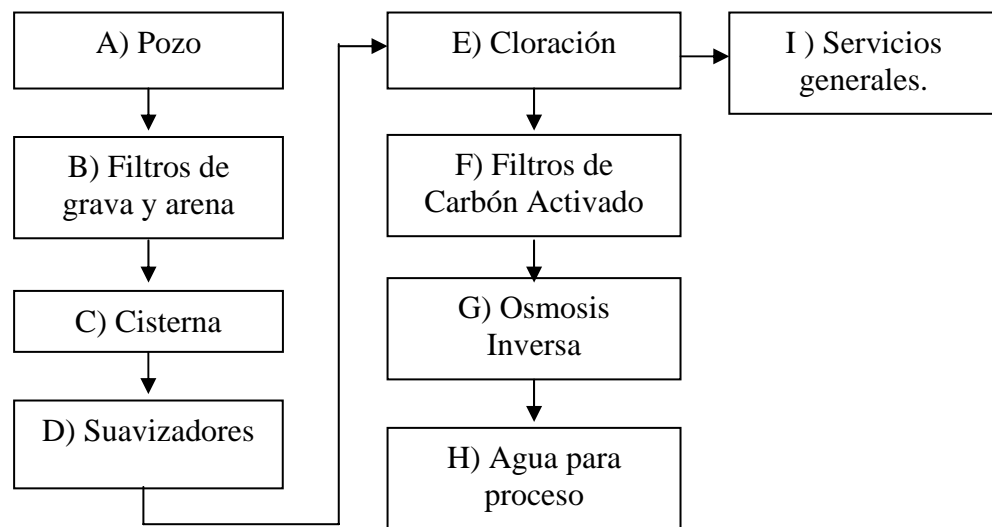 A) Pozo
B) Filtros de
grava y arena
C) Cisterna
D) Suavizadores
E) Cloración
F) Filtros de
Carbón Activado
G) Osmosis
Inversa
H) Agua para
proceso
I ) Servicios
generales.